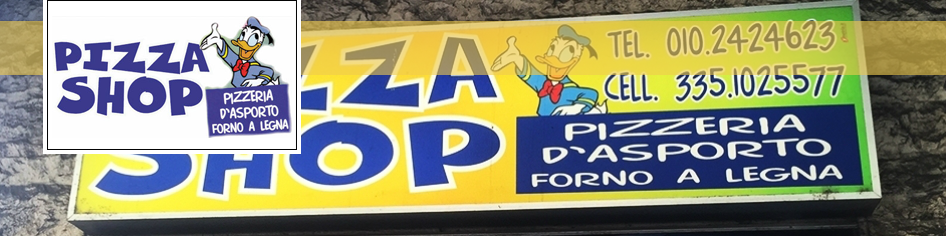 PIZZA
SHOP
PIZZERIA
D'ASPORTO
FORNO A LEGNA
ZZA
SHOP
TEL. 010.2424623
CELL. 335.1025577
PIZZERIA
D'ASPORTO
FORNO A LEGNA